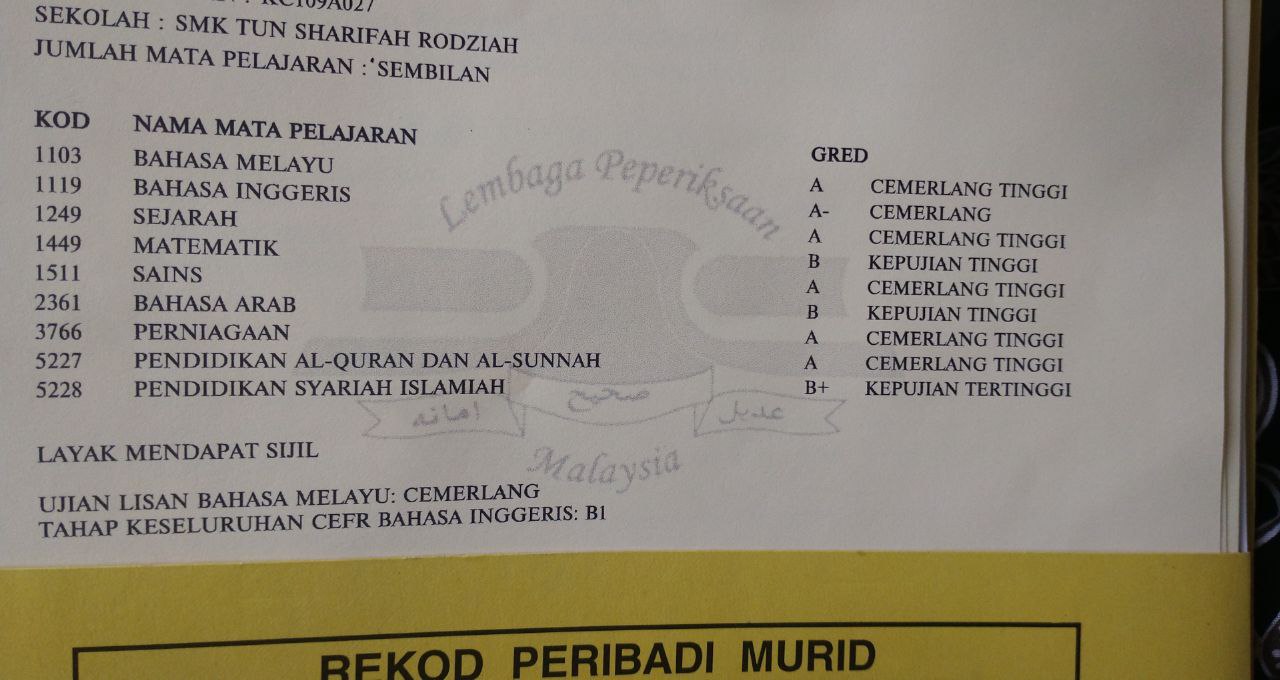 : KC109A027
SEKOLAH : SMK TUN SHARIFAH RODZIAH
JUMLAH MATA PELAJARAN : SEMBILAN
KOD NAMA MATA PELAJARAN GRED
1103 BAHASA MELAYU A CEMERLANG TINGGI
1119 BAHASA INGGERIS A- CEMERLANG
1249 SEJARAH A CEMERLANG TINGGI
1449 MATEMATIK B KEPUJIAN TINGGI
1511 SAINS A CEMERLANG TINGGI
2361 BAHASA ARAB B KEPUJIAN TINGGI
3766 PERNIAGAAN A CEMERLANG TINGGI
5227 PENDIDIKAN AL-QURAN DAN AL-SUNNAH A CEMERLANG TINGGI
5228 PENDIDIKAN SYARIAH ISLAMIAH B+ KEPUJIAN TERTINGGI
Lembaga Peperiksaan
امانه صحيح عديل
Malaysia
LAYAK MENDAPAT SIJIL
UJIAN LISAN BAHASA MELAYU: CEMERLANG
TAHAP KESELURUHAN CEFR BAHASA INGGERIS: B1
REKOD PERIBADI MURID